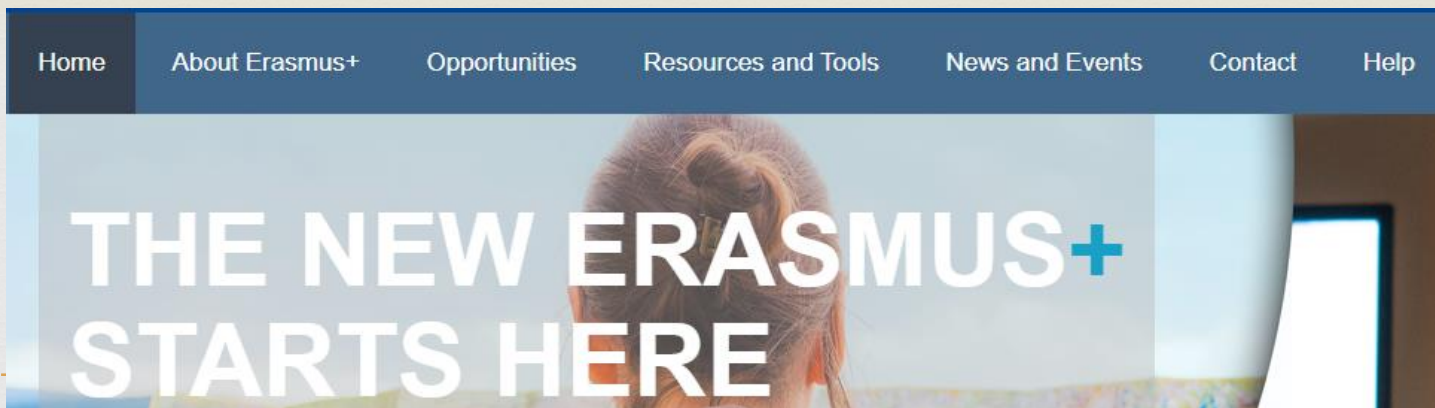 Home About Erasmus+ Opportunities Resources and Tools News and Events Contact Help
THE NEW ERASMUS+
STARTS HERE